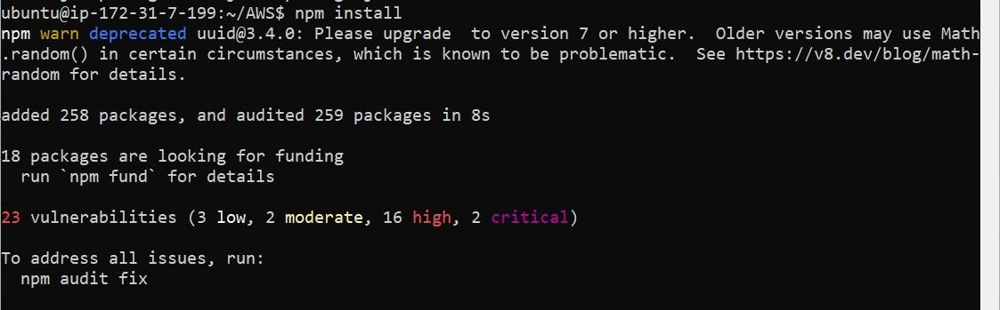 ubuntu@ip-172-31-7-199:~/AWS$ npm install
npm warn deprecated uuid@3.4.0: Please upgrade  to version 7 or higher.  Older versions may use Math
.random() in certain circumstances, which is known to be problematic.  See https://v8.dev/blog/math-
random for details.
added 258 packages, and audited 259 packages in 8s
18 packages are looking for funding
  run `npm fund` for details
23 vulnerabilities (3 low, 2 moderate, 16 high, 2 critical)
To address all issues, run:
  npm audit fix